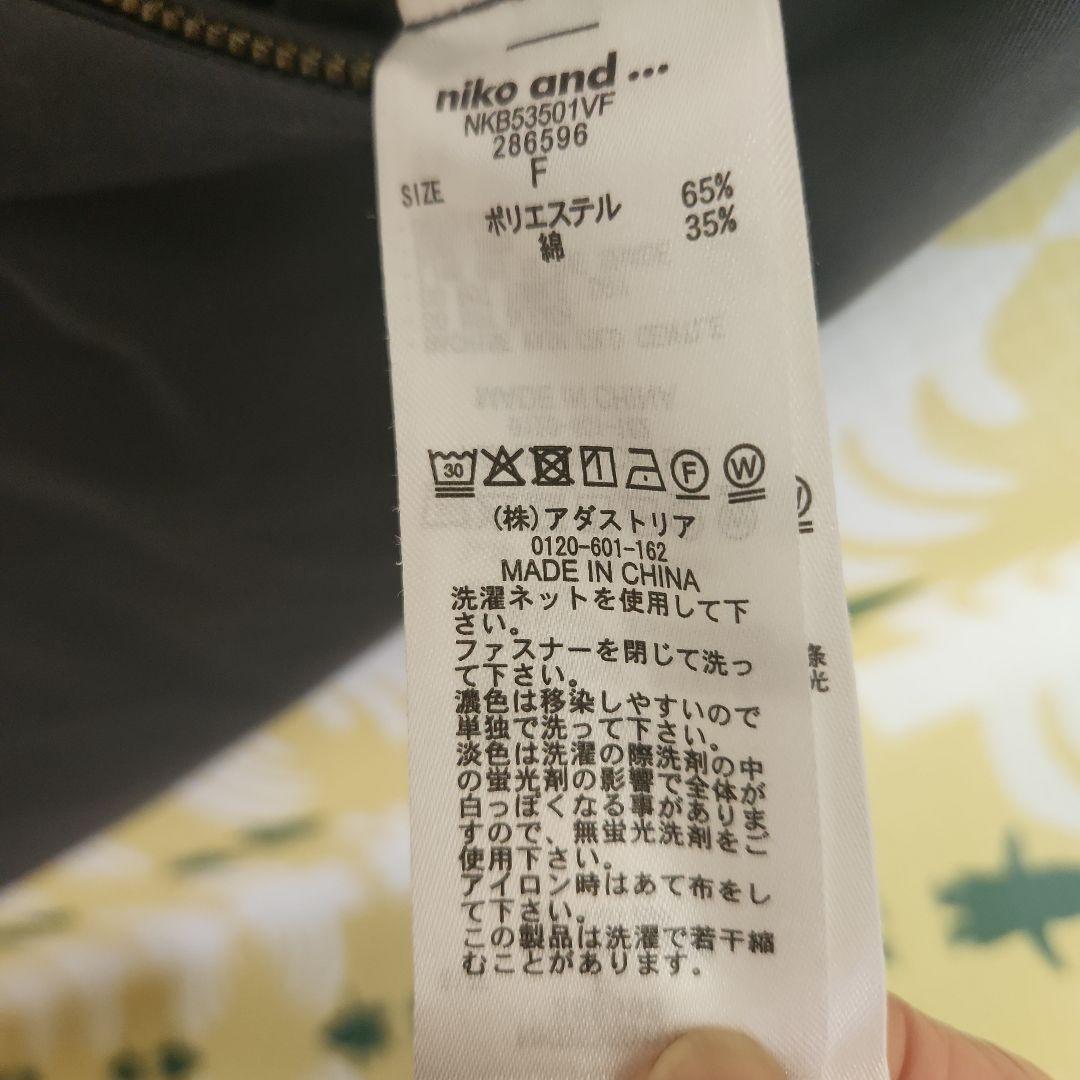 niko and ...
NKB53501VF
286596
F
SIZE
ポリエステル 65%
綿 35%
30
F
W
(株)アダストリア
0120-601-162
MADE IN CHINA
洗濯ネットを使用して下
さい。
ファスナーを閉じて洗っ
て下さい。
濃色は移染しやすいので
単独で洗って下さい。
淡色は洗濯の際洗剤の中
の蛍光剤の影響で全体が
白っぽくなる事がありま
すので、無蛍光洗剤をご
使用下さい。
アイロン時はあて布をし
て下さい。
この製品は洗濯で若干縮
むことがあります。
条
光